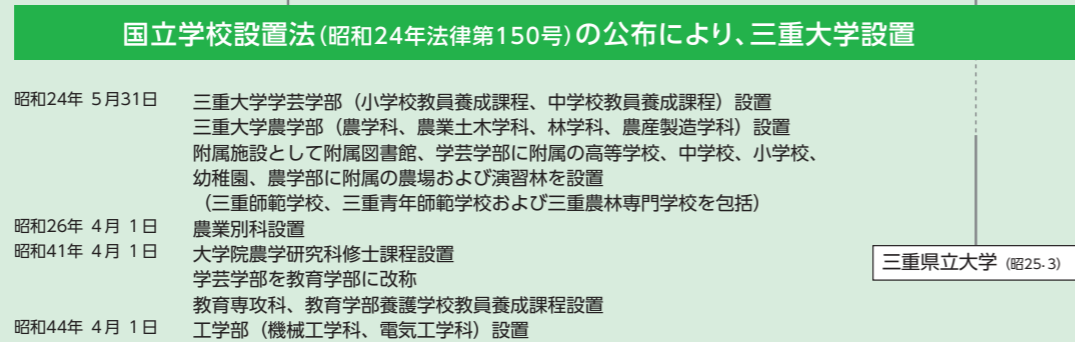 国立学校設置法(昭和24年法律第150号)の公布により、三重大学設置
昭和24年 5月31日 三重大学学芸学部（小学校教員養成課程、中学校教員養成課程）設置
三重大学農学部（農学科、農業土木学科、林学科、農産製造学科）設置
附属施設として附属図書館、学芸学部に附属の高等学校、中学校、小学校、
幼稚園、農学部に附属の農場および演習林を設置
（三重師範学校、三重青年師範学校および三重農林専門学校を包括）
昭和26年 4月 1日 農業別科設置
昭和41年 4月 1日 大学院農学研究科修士課程設置
学芸学部を教育学部に改称
教育専攻科、教育学部養護学校教員養成課程設置
昭和44年 4月 1日 工学部（機械工学科、電気工学科）設置
三重県立大学 (昭25·3)